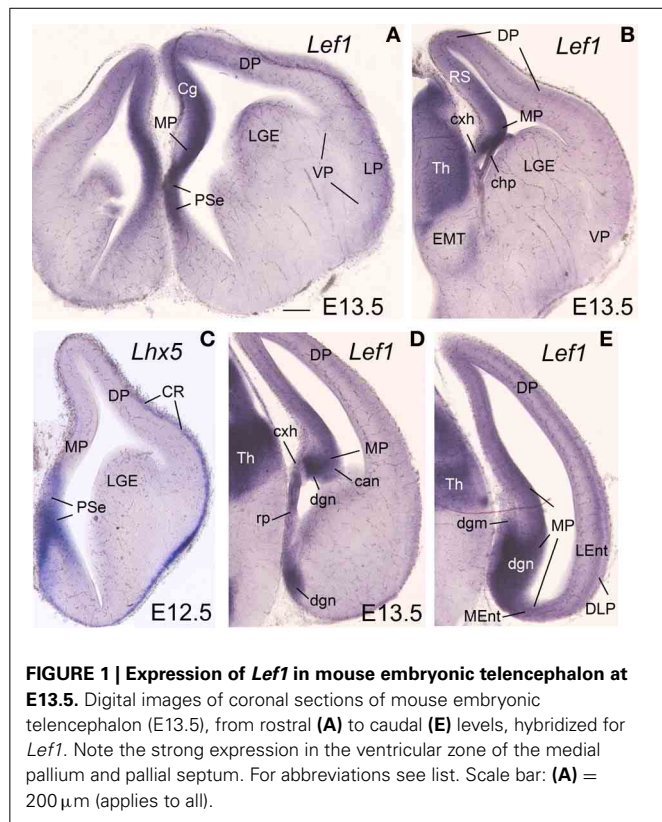 Lef1 A
DP
Cg
MP
LGE
VP
LP
PSe
E13.5
DP Lef1 B
RS
cxh
MP
Th
LGE
chp
EMT
VP
E13.5
Lhx5 C
DP
CR
MP
LGE
PSe
E12.5
Lef1 D
DP
cxh
Th
MP
can
dgn
rp
dgn
E13.5
Lef1 E
DP
Th
dgm
MP
dgn
LEnt
MEnt
DLP
FIGURE 1 | Expression of Lef1 in mouse embryonic telencephalon at
E13.5. Digital images of coronal sections of mouse embryonic
telencephalon (E13.5), from rostral (A) to caudal (E) levels, hybridized for
Lef1. Note the strong expression in the ventricular zone of the medial
pallium and pallial septum. For abbreviations see list. Scale bar: (A) =
200 μm (applies to all).